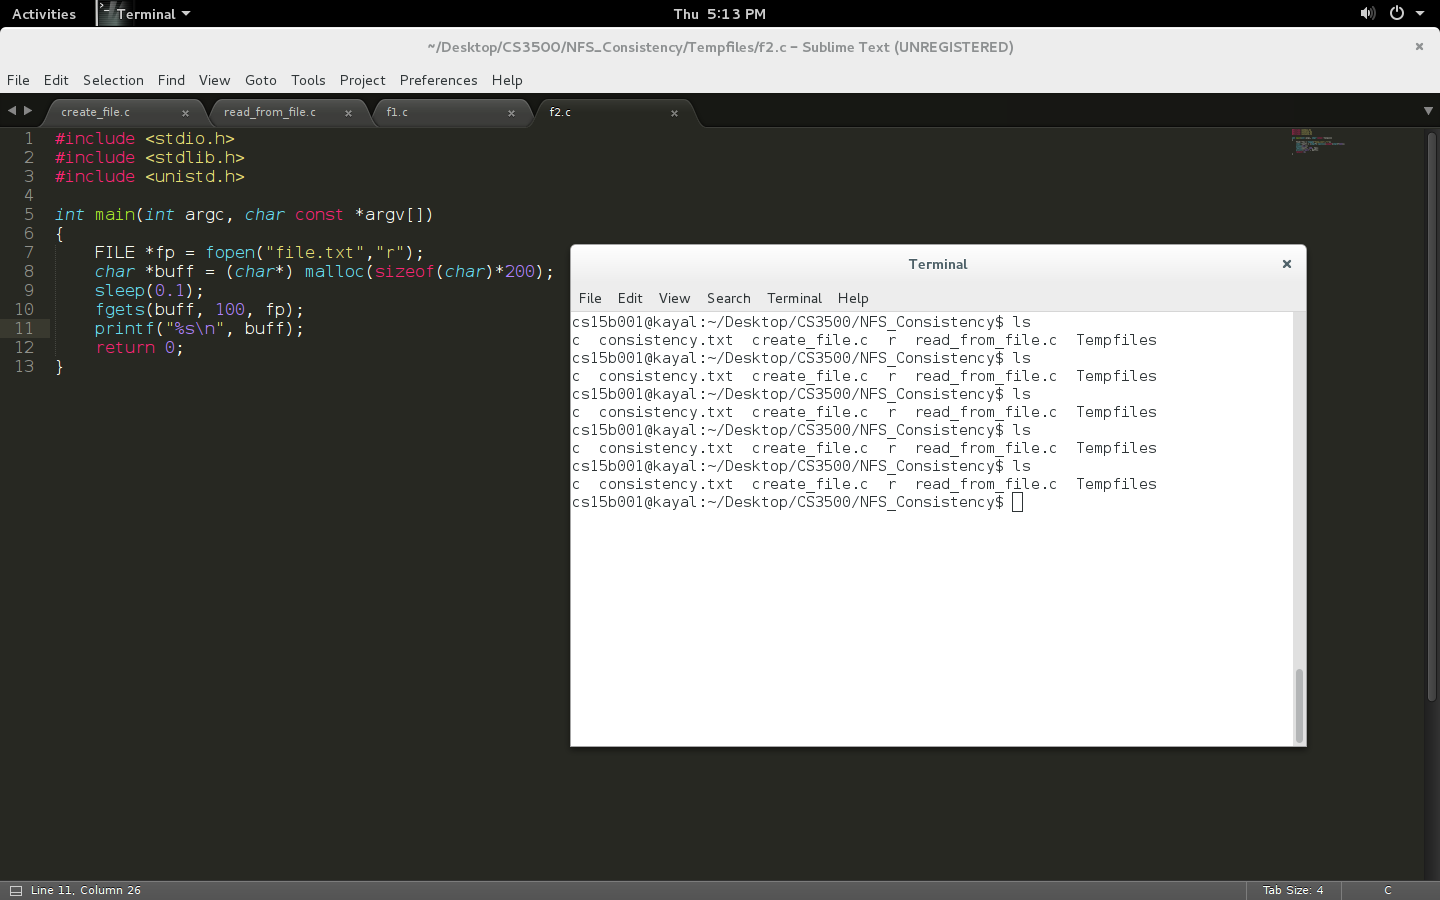 Activities Terminal Thu 5:13 PM
~/Desktop/CS3500/NFS_Consistency/Tempfiles/f2.c – Sublime Text (UNREGISTERED)
File Edit Selection Find View Goto Tools Project Preferences Help
create_file.c read_from_file.c f1.c f2.c
1 #include <stdio.h>
2 #include <stdlib.h>
3 #include <unistd.h>
4
5 int main(int argc, char const *argv[])
6 {
7     FILE *fp = fopen("file.txt","r");
8     char *buff = (char*) malloc(sizeof(char)*200);
9     sleep(0.1);
10     fgets(buff, 100, fp);
11     printf("%s\n", buff);
12     return 0;
13 }
Terminal
File Edit View Search Terminal Help
cs15b001@kayal:~/Desktop/CS3500/NFS_Consistency$ ls
c  consistency.txt  create_file.c  r  read_from_file.c  Tempfiles
cs15b001@kayal:~/Desktop/CS3500/NFS_Consistency$ ls
c  consistency.txt  create_file.c  r  read_from_file.c  Tempfiles
cs15b001@kayal:~/Desktop/CS3500/NFS_Consistency$ ls
c  consistency.txt  create_file.c  r  read_from_file.c  Tempfiles
cs15b001@kayal:~/Desktop/CS3500/NFS_Consistency$ ls
c  consistency.txt  create_file.c  r  read_from_file.c  Tempfiles
cs15b001@kayal:~/Desktop/CS3500/NFS_Consistency$ ls
c  consistency.txt  create_file.c  r  read_from_file.c  Tempfiles
cs15b001@kayal:~/Desktop/CS3500/NFS_Consistency$
Line 11, Column 26 Tab Size: 4 C